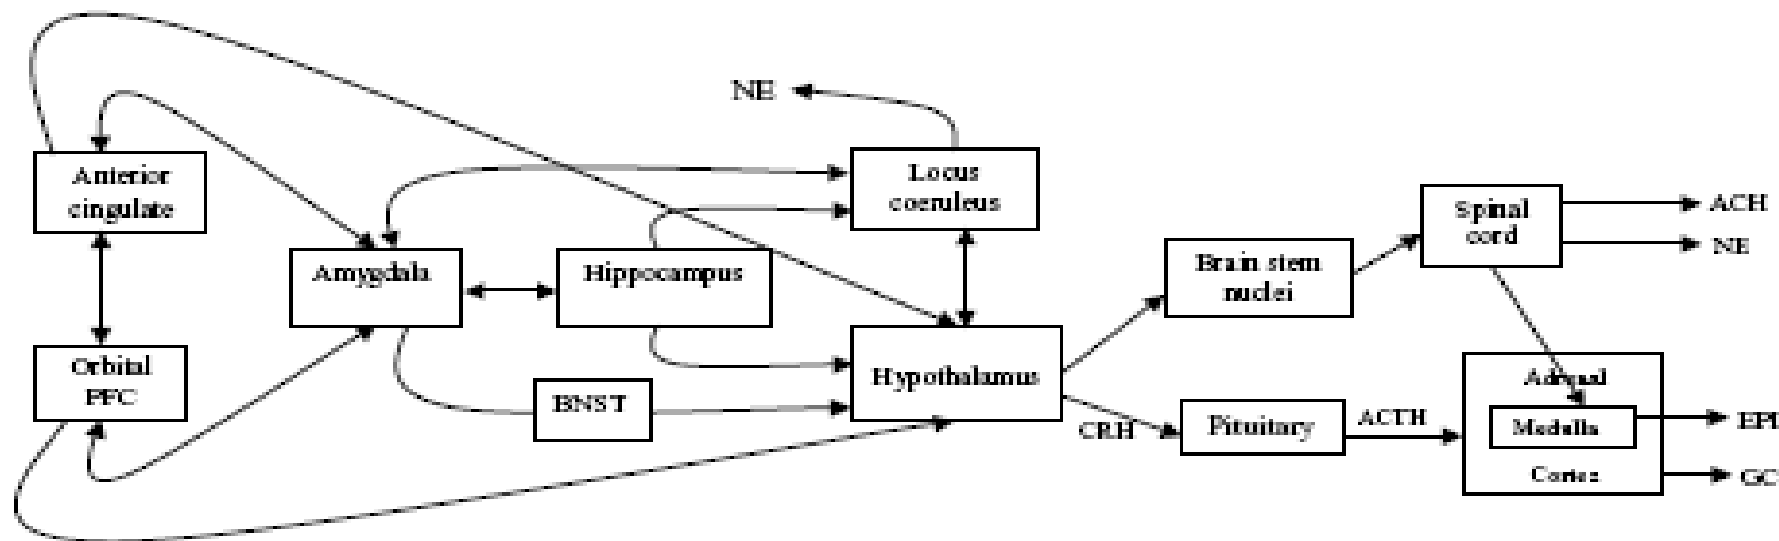 NE
Anterior
cingulate
Locus
coeruleus
Spinal
cord
ACH
NE
Amygdala
Hippocampus
Brain stem
nuclei
Orbital
PFC
BNST
Hypothalamus
CRH
Pituitary
ACTH
Adrenal
Medulla
Cortex
EPI
GC